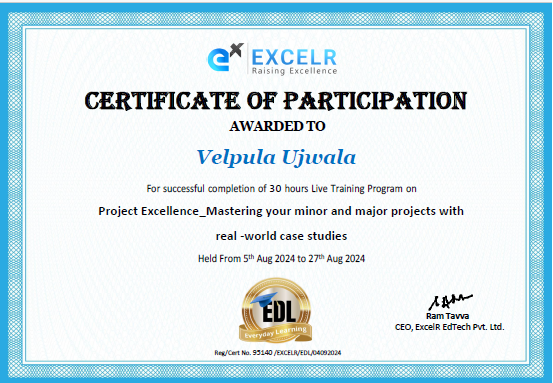 EXCELR
Raising Excellence
CERTIFICATE OF PARTICIPATION
AWARDED TO
Velpula Ujwala
For successful completion of 30 hours Live Training Program on
Project Excellence_Mastering your minor and major projects with
real -world case studies
Held From 5th Aug 2024 to 27th Aug 2024
EDL
Everyday Learning
Ram Tavva
CEO, ExcelR EdTech Pvt. Ltd.
Reg/Cert No. 95140 /EXCELR/EDL/04092024